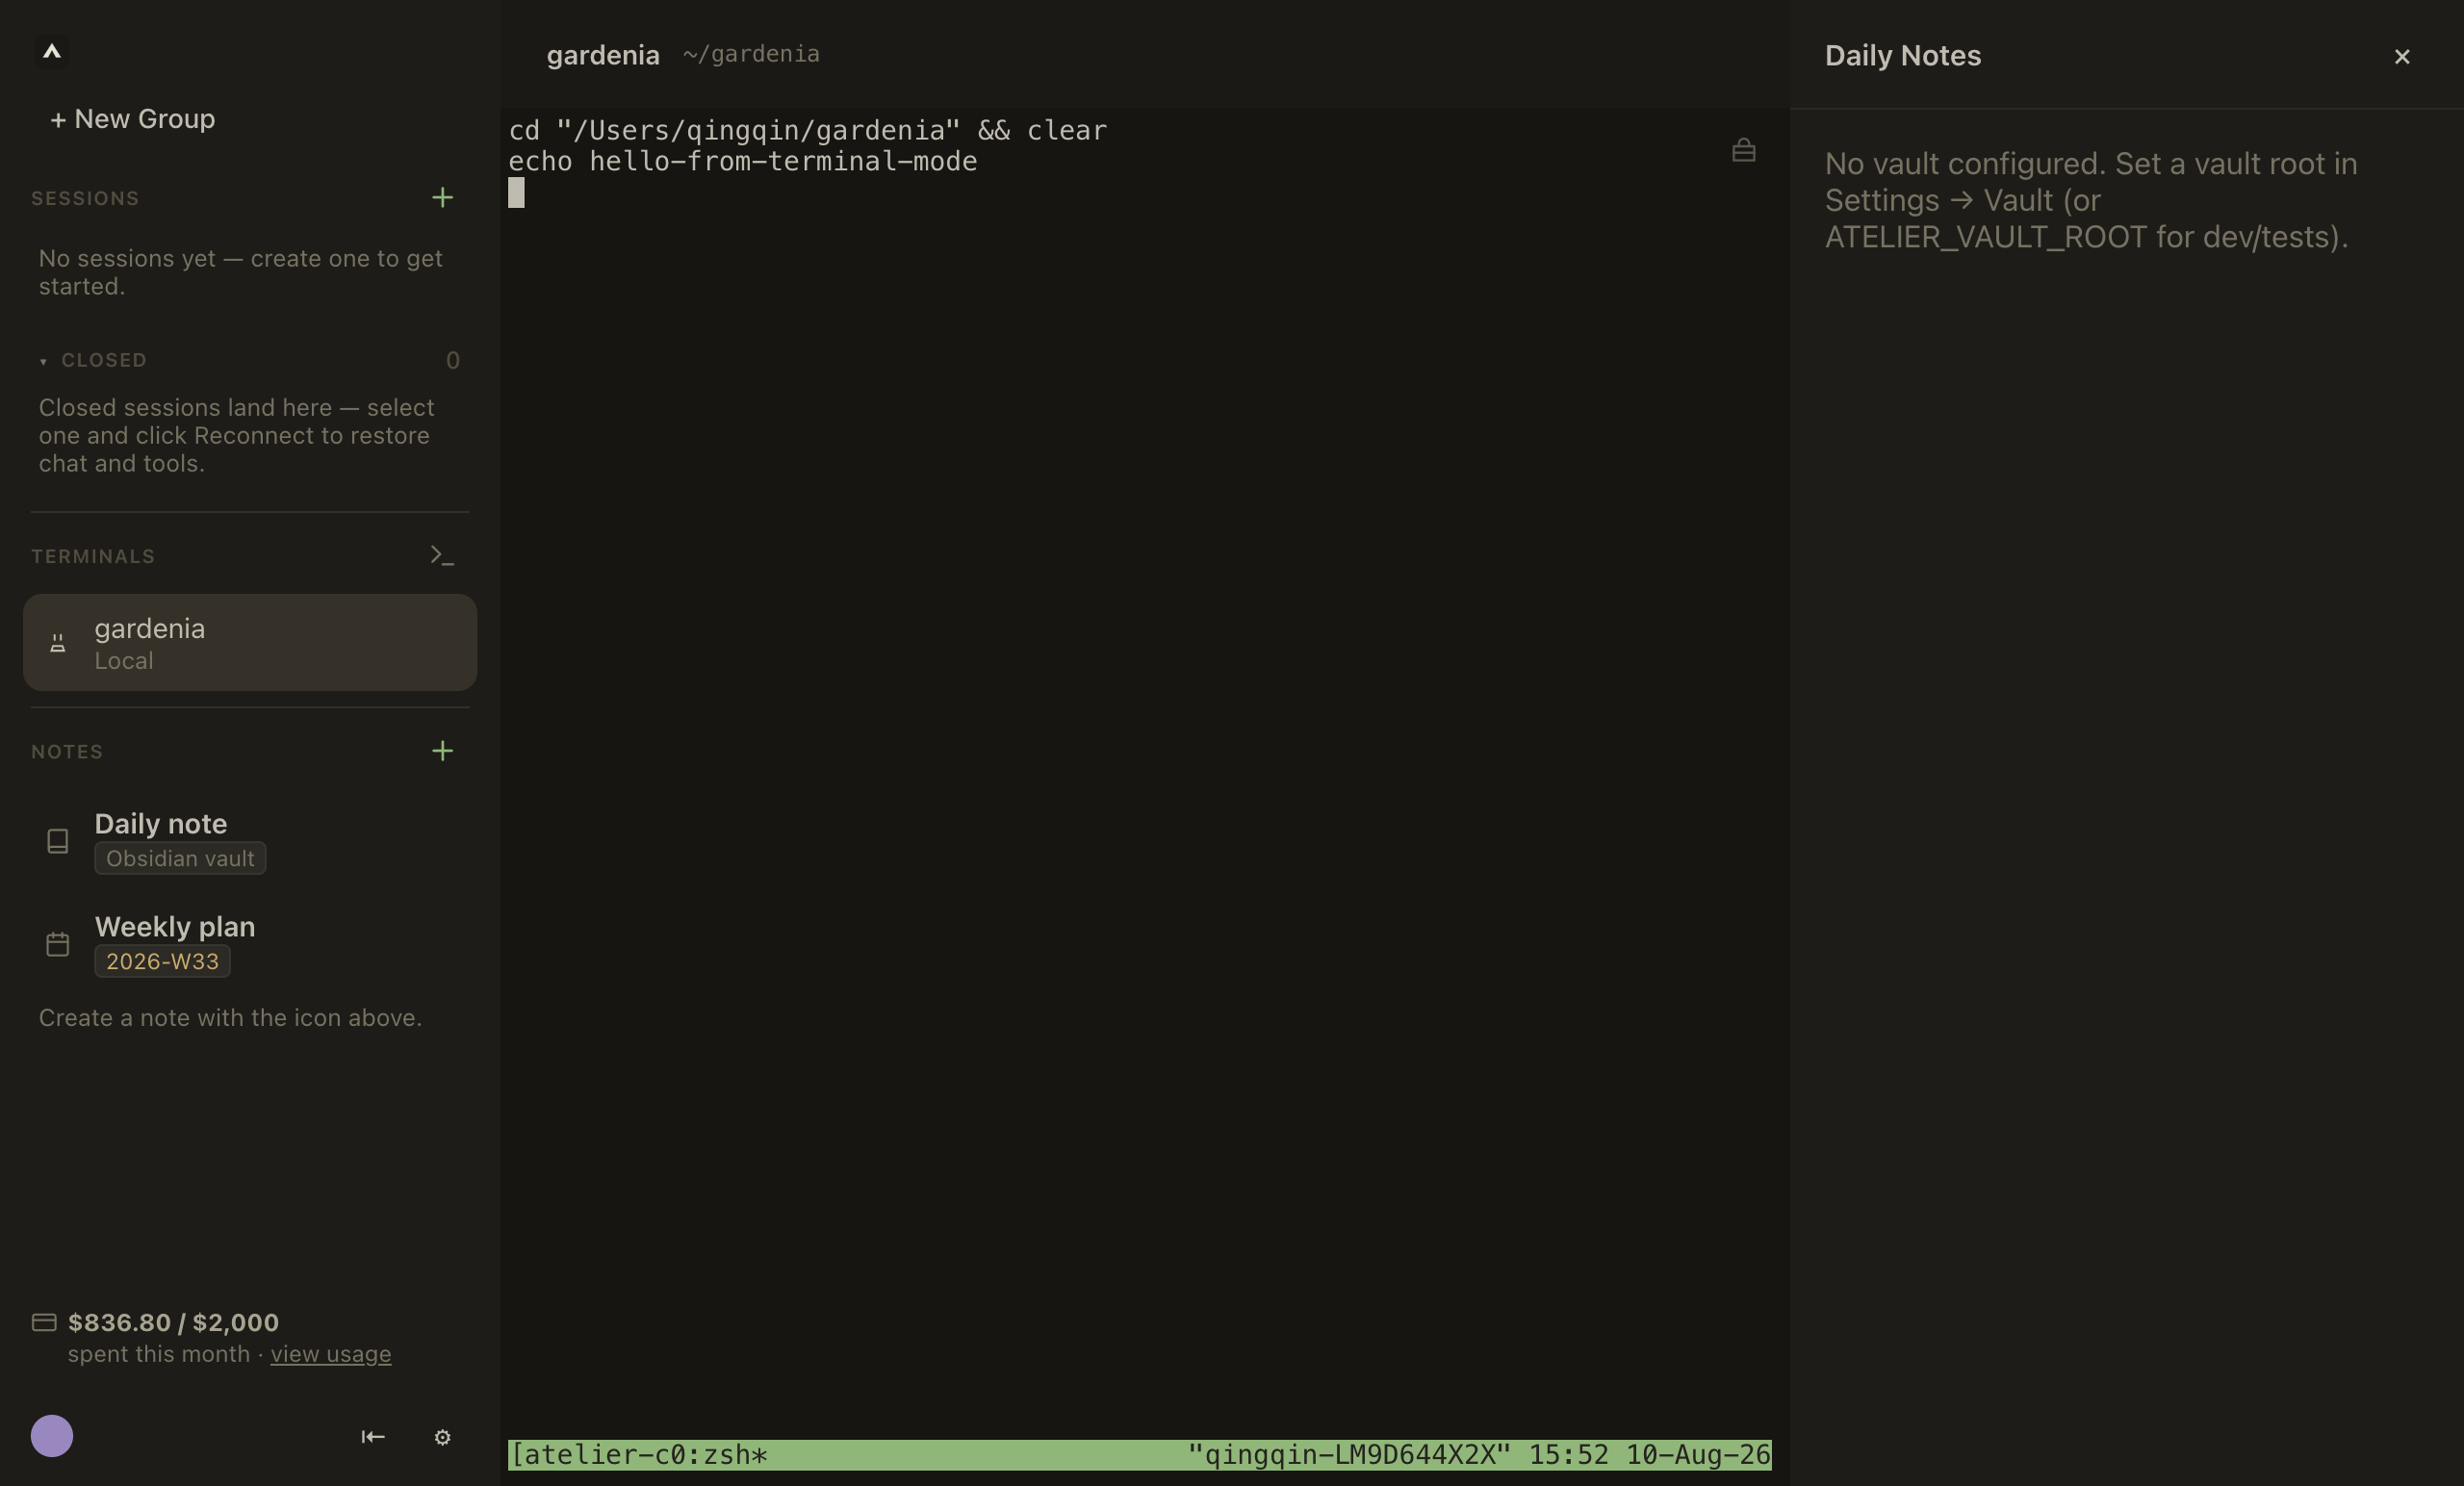 + New Group
SESSIONS
No sessions yet — create one to get
started.
CLOSED 0
Closed sessions land here — select
one and click Reconnect to restore
chat and tools.
TERMINALS
gardenia
Local
NOTES
Daily note
Obsidian vault
Weekly plan
2026-W33
Create a note with the icon above.
$836.80 / $2,000
spent this month · view usage
gardenia ~/gardenia
cd "/Users/qingqin/gardenia" && clear
echo hello-from-terminal-mode
[atelier-c0:zsh* "qingqin-LM9D644X2X" 15:52 10-Aug-26
Daily Notes
No vault configured. Set a vault root in
Settings → Vault (or
ATELIER_VAULT_ROOT for dev/tests).